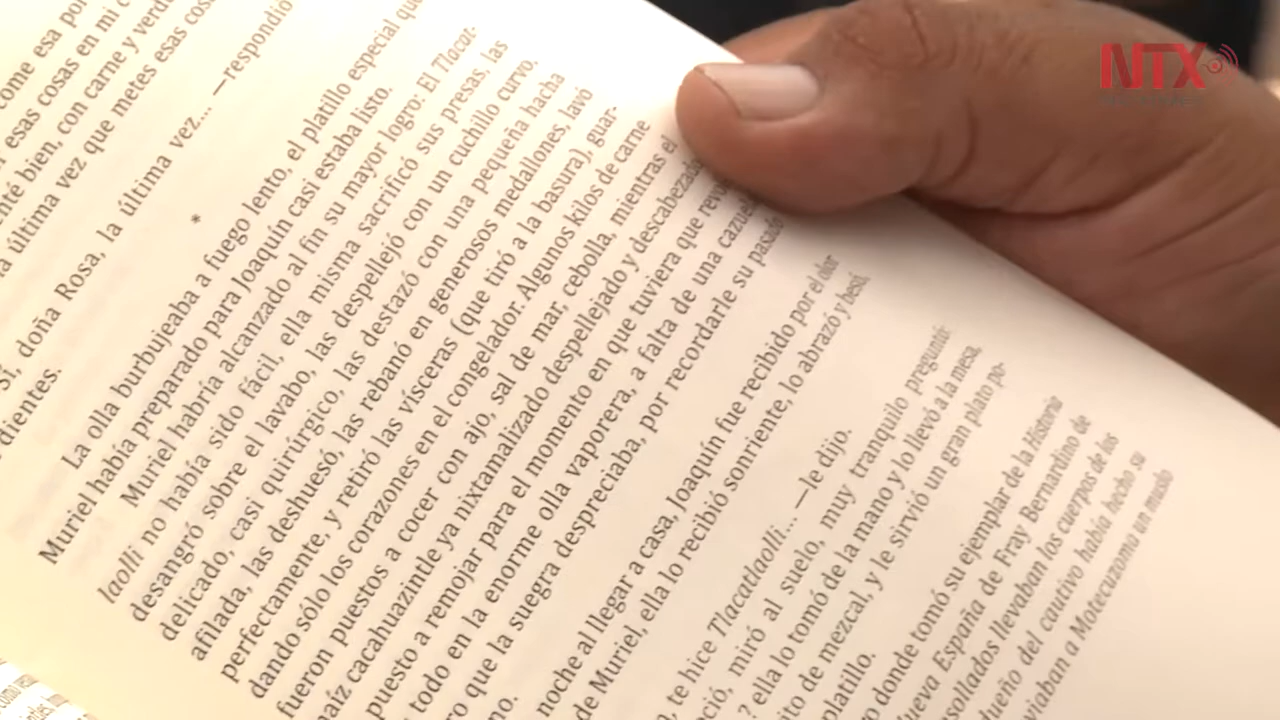 come esa por
esas cosas en mi c
bien, con carne y verd
última vez que metes esas cos
Sí, doña Rosa, la última vez... —respondió
dientes.
*
La olla burbujeaba a fuego lento, el platillo especial que
Muriel había preparado para Joaquín casi estaba listo.
Muriel habría alcanzado al fin su mayor logro: El Tlacat-
laolli no había sido fácil, ella misma sacrificó sus presas, las
desangró sobre el lavabo, las despellejó con un cuchillo curvo,
delicado, casi quirúrgico, las destazó con una pequeña hacha
afilada, las deshuesó, las rebanó en generosos medallones, lavó
perfectamente, y retiró las vísceras (que tiró a la basura), guar-
dando sólo los corazones en el congelador. Algunos kilos de carne
fueron puestos a cocer con ajo, sal de mar, cebolla, mientras el
maíz cacahuazintle ya nixtamalizado despellejado y descabezado
puesto a remojar para el momento en que tuviera que revol
todo en la enorme olla vaporera, a falta de una cazuel
ro que la suegra despreciaba, por recordarle su pasado
no.
noche al llegar a casa, Joaquín fue recibido por el olor
de Muriel, ella lo recibió sonriente, lo abrazó y besó.
, te hice Tlacatlaolli... —le dijo.
ció, miró al suelo, muy tranquilo preguntó:
? ella lo tomó de la mano y lo llevó a la mesa,
ito de mezcal, y le sirvió un gran plato po-
platillo.
o donde tomó su ejemplar de la Historia
ueva España de Fray Bernardino de
sollados llevaban los cuerpos de los
dueño del cautivo había hecho su
iaban a Motecuzoma un muslo
NTX